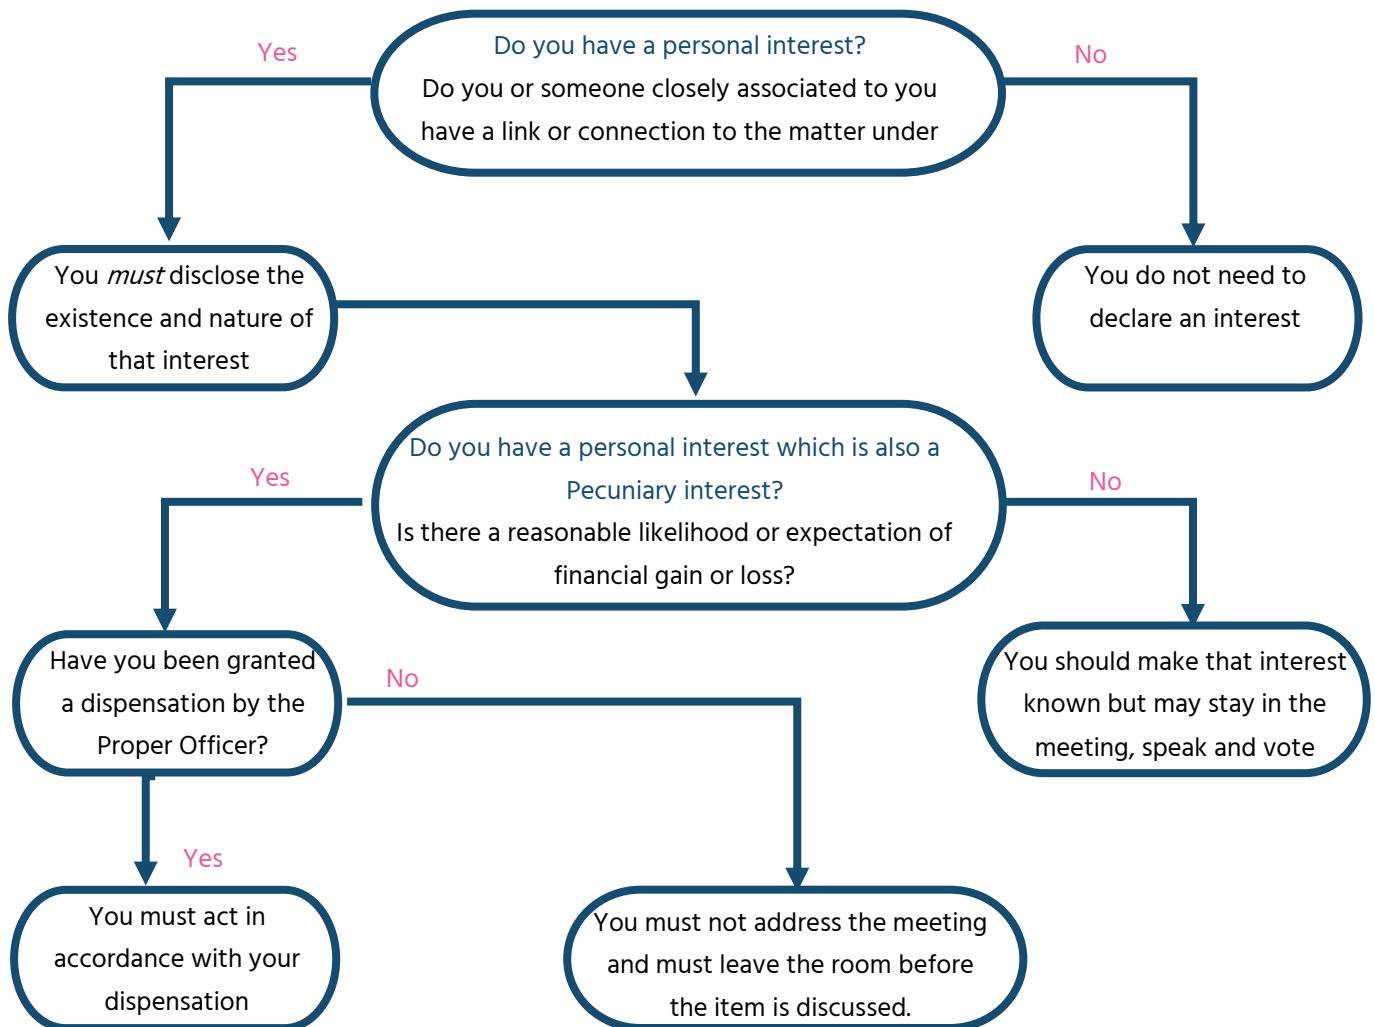 Do you have a personal interest?
Yes
No
Do you or someone closely associated to you
have a link or connection to the matter under
You must disclose the
existence and nature of
that interest
You do not need to
declare an interest
Do you have a personal interest which is also a
Pecuniary interest?
Yes
No
Is there a reasonable likelihood or expectation of
financial gain or loss?
Have you been granted
a dispensation by the
Proper Officer?
No
You should make that interest
known but may stay in the
meeting, speak and vote
Yes
You must act in
accordance with your
dispensation
You must not address the meeting
and must leave the room before
the item is discussed.